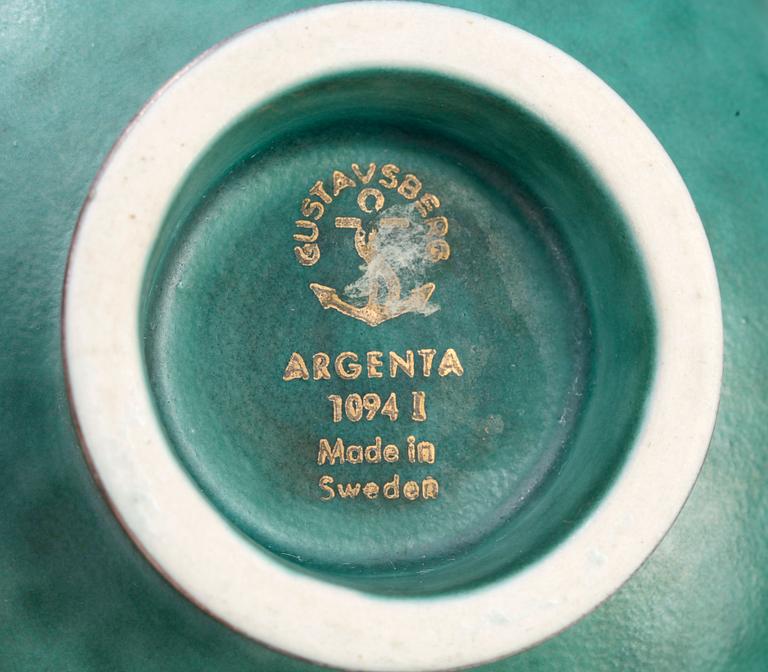 GUSTAVSBERG
ARGENTA
1094 I
Made in
Sweden